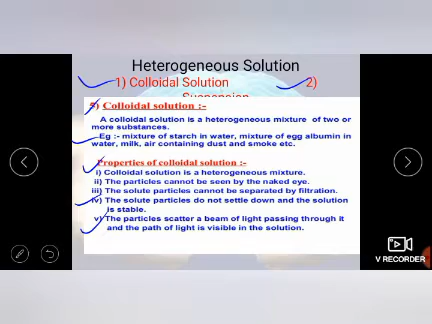 Heterogeneous Solution
1) Colloidal Solution 2)
Suspension
5) Colloidal solution :-
A colloidal solution is a heterogeneous mixture of two or
more substances.
Eg :- mixture of starch in water, mixture of egg albumin in
water, milk, air containing dust and smoke etc.
Properties of colloidal solution :-
i) Colloidal solution is a heterogeneous mixture.
ii) The particles cannot be seen by the naked eye.
iii) The solute particles cannot be separated by filtration.
iv) The solute particles do not settle down and the solution
is stable.
v) The particles scatter a beam of light passing through it
and the path of light is visible in the solution.
V RECORDER